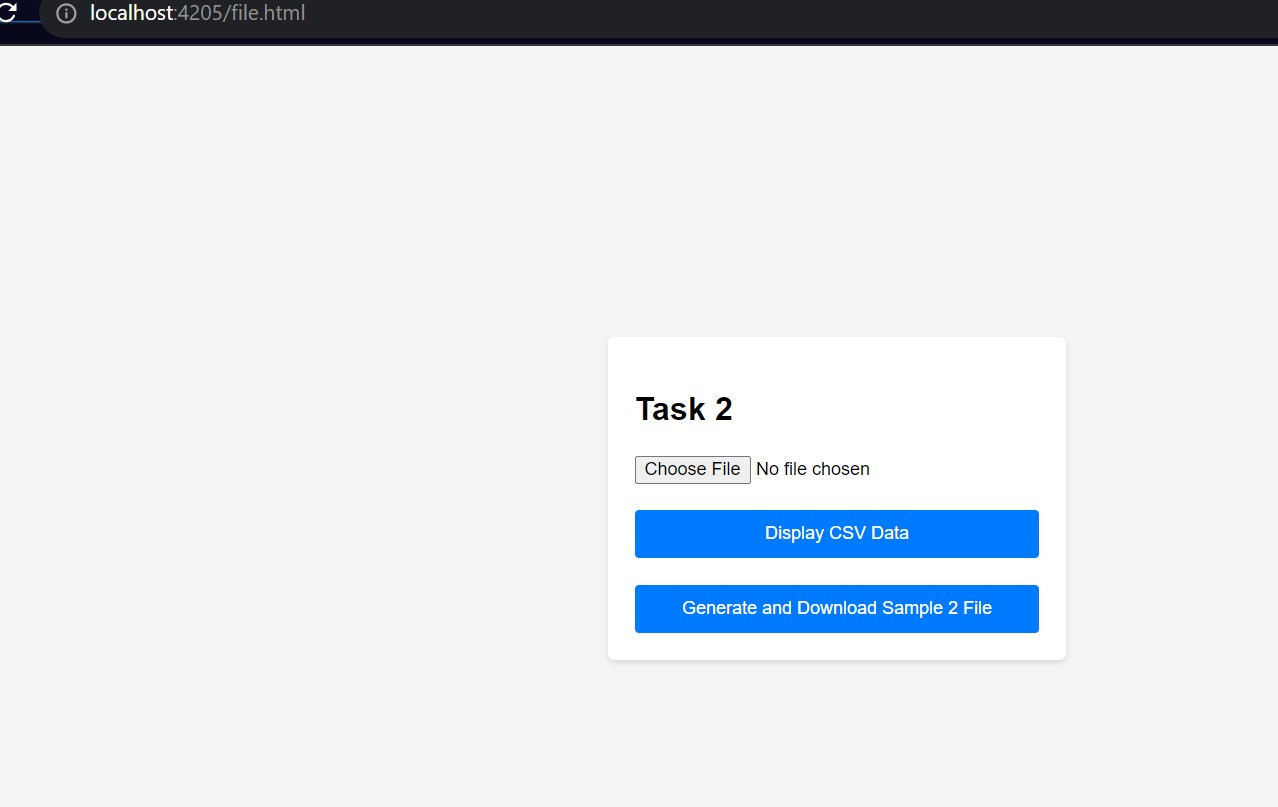 localhost:4205/file.html
Task 2
Choose File No file chosen
Display CSV Data
Generate and Download Sample 2 File